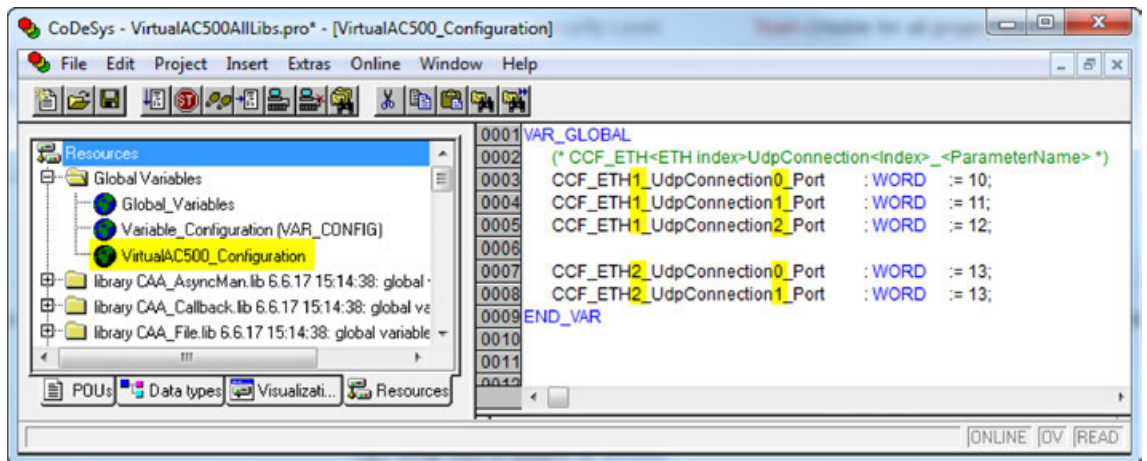 CoDeSys - VirtualAC500AllLibs.pro* - [VirtualAC500_Configuration]
File Edit Project Insert Extras Online Window Help
Resources
Global Variables
Global_Variables
Variable_Configuration (VAR_CONFIG)
VirtualAC500_Configuration
library CAA_AsyncMan.lib 6.6.17 15:14:38: global
library CAA_Callback.lib 6.6.17 15:14:38: global va
library CAA_File.lib 6.6.17 15:14:38: global variable
POUs Data types Visualizati... Resources
0001 VAR_GLOBAL
0002 (* CCF_ETH<ETH index>UdpConnection<Index>_<ParameterName> *)
0003 CCF_ETH1_UdpConnection0_Port : WORD := 10;
0004 CCF_ETH1_UdpConnection1_Port : WORD := 11;
0005 CCF_ETH1_UdpConnection2_Port : WORD := 12;
0006
0007 CCF_ETH2_UdpConnection0_Port : WORD := 13;
0008 CCF_ETH2_UdpConnection1_Port : WORD := 13;
0009 END_VAR
0010
0011
0012
ONLINE OV READ